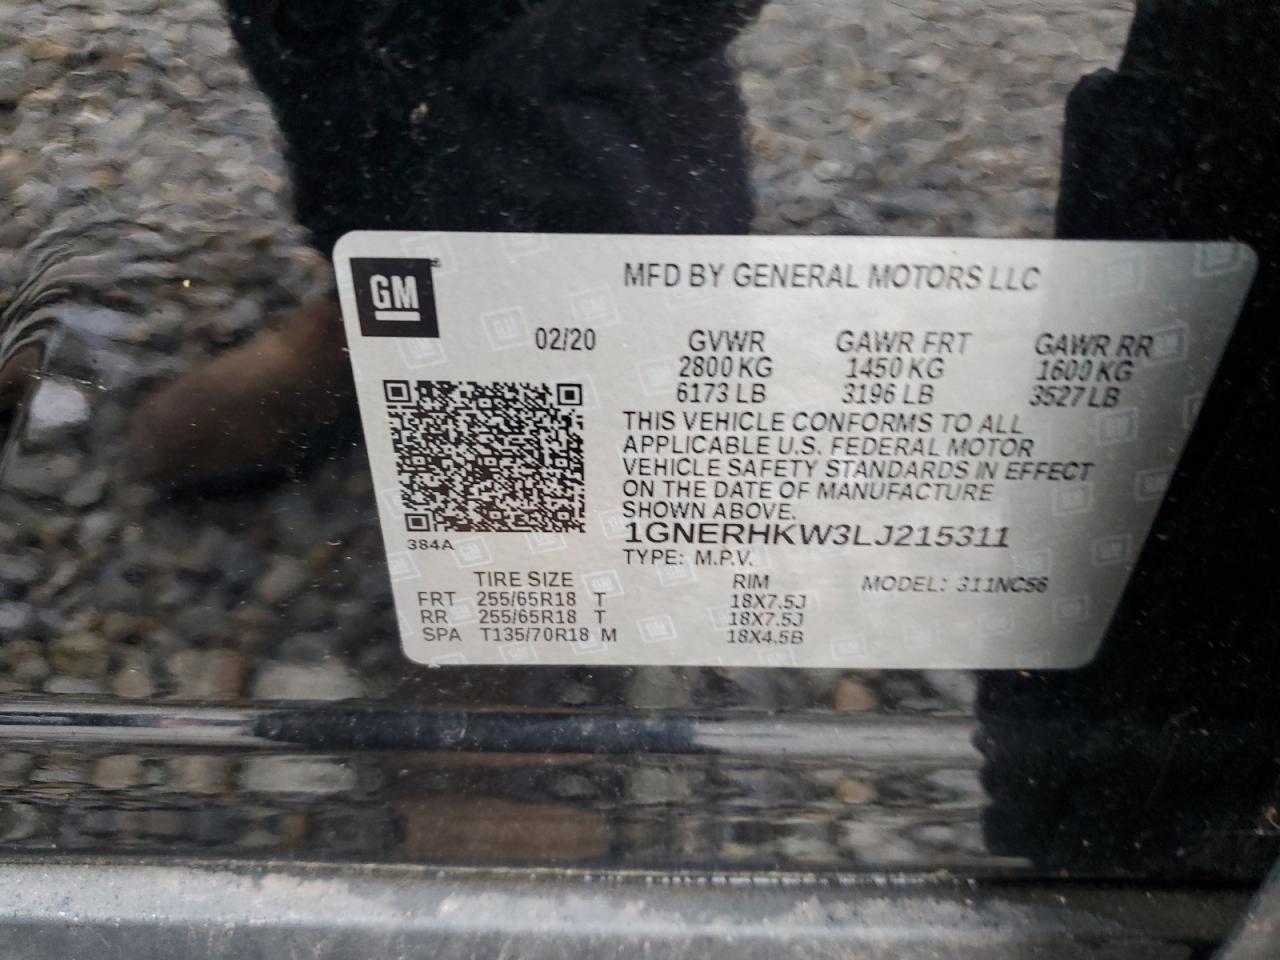 GM
MFD BY GENERAL MOTORS LLC
02/20 GVWR GAWR FRT GAWR RR
2800 KG 1450 KG 1600 KG
6173 LB 3196 LB 3527 LB
THIS VEHICLE CONFORMS TO ALL
APPLICABLE U.S. FEDERAL MOTOR
VEHICLE SAFETY STANDARDS IN EFFECT
ON THE DATE OF MANUFACTURE
SHOWN ABOVE.
1GNERHKW3LJ215311
384A
TYPE: M.P.V.
TIRE SIZE RIM MODEL: 311NC56
FRT 255/65R18 T 18X7.5J
RR 255/65R18 T 18X7.5J
SPA T135/70R18 M 18X4.5B